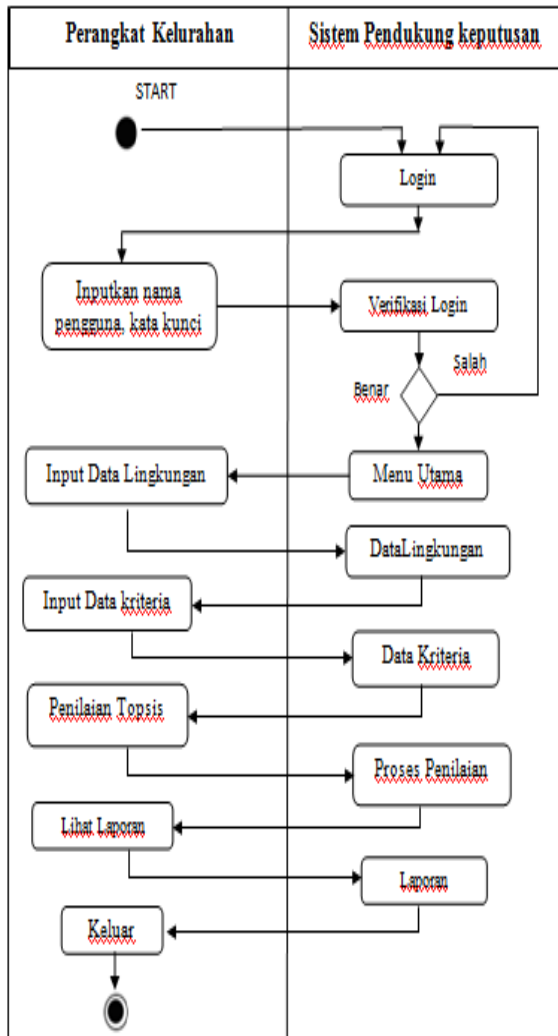 Perangkat Kelurahan
Sistem Pendukung keputusan
START
Login
Inputkan nama
pengguna, kata kunci
Verifikasi Login
Salah
Benar
Input Data Lingkungan
Menu Utama
DataLingkungan
Input Data kriteria
Data Kriteria
Penilaian Topsis
Proses Penilaian
Lihat Laporan
Laporan
Keluar